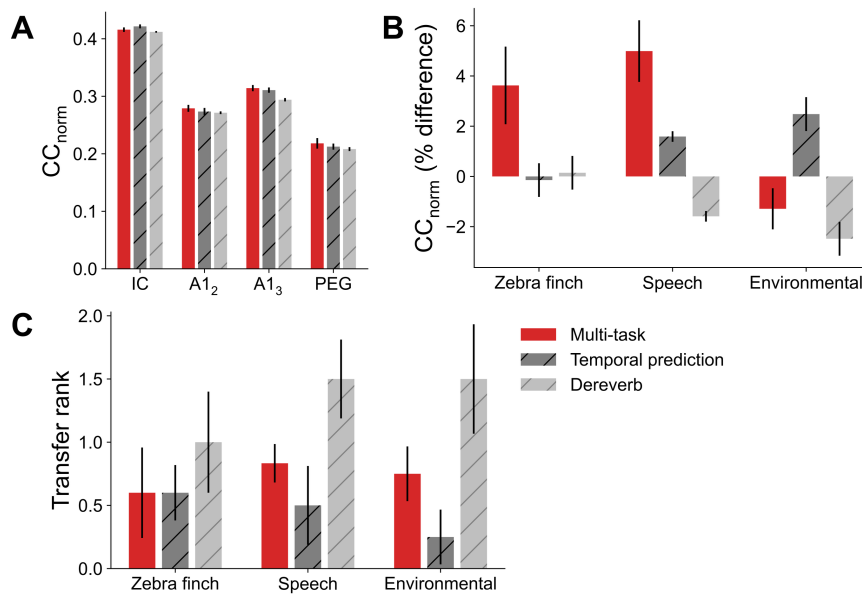 A
CC_norm
0.4
0.3
0.2
0.1
0.0
IC A1₂ A1₃ PEG
B
CC_norm (% difference)
6
4
2
0
−2
Zebra finch Speech Environmental
C
Transfer rank
2.0
1.5
1.0
0.5
0.0
Zebra finch Speech Environmental
Multi-task
Temporal prediction
Dereverb